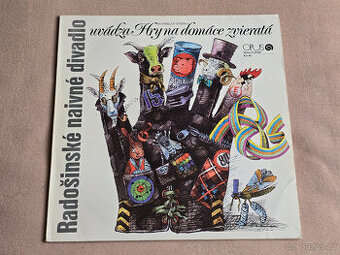 Radošinské naivné divadlo
uvádza Hry na domáce zvieratá
OPUS